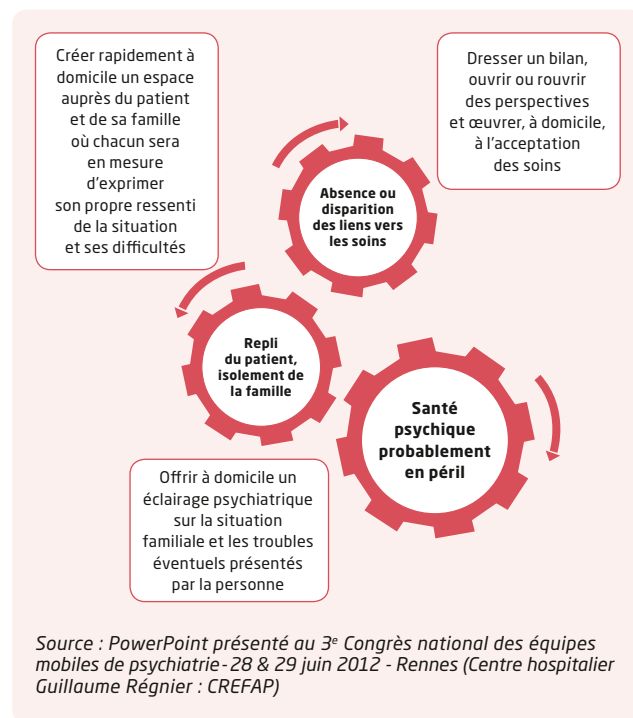 Créer rapidement à
domicile un espace
auprès du patient
et de sa famille
où chacun sera
en mesure
d'exprimer
son propre ressenti
de la situation
et ses difficultés
Dresser un bilan,
ouvrir ou rouvrir
des perspectives
et œuvrer, à domicile,
à l'acceptation
des soins
Absence ou
disparition
des liens vers
les soins
Repli
du patient,
isolement de
la famille
Santé
psychique
probablement
en péril
Offrir à domicile un
éclairage psychiatrique
sur la situation
familiale et les troubles
éventuels présentés
par la personne
Source : PowerPoint présenté au 3e Congrès national des équipes
mobiles de psychiatrie-28 & 29 juin 2012 - Rennes (Centre hospitalier
Guillaume Régnier : CREFAP)